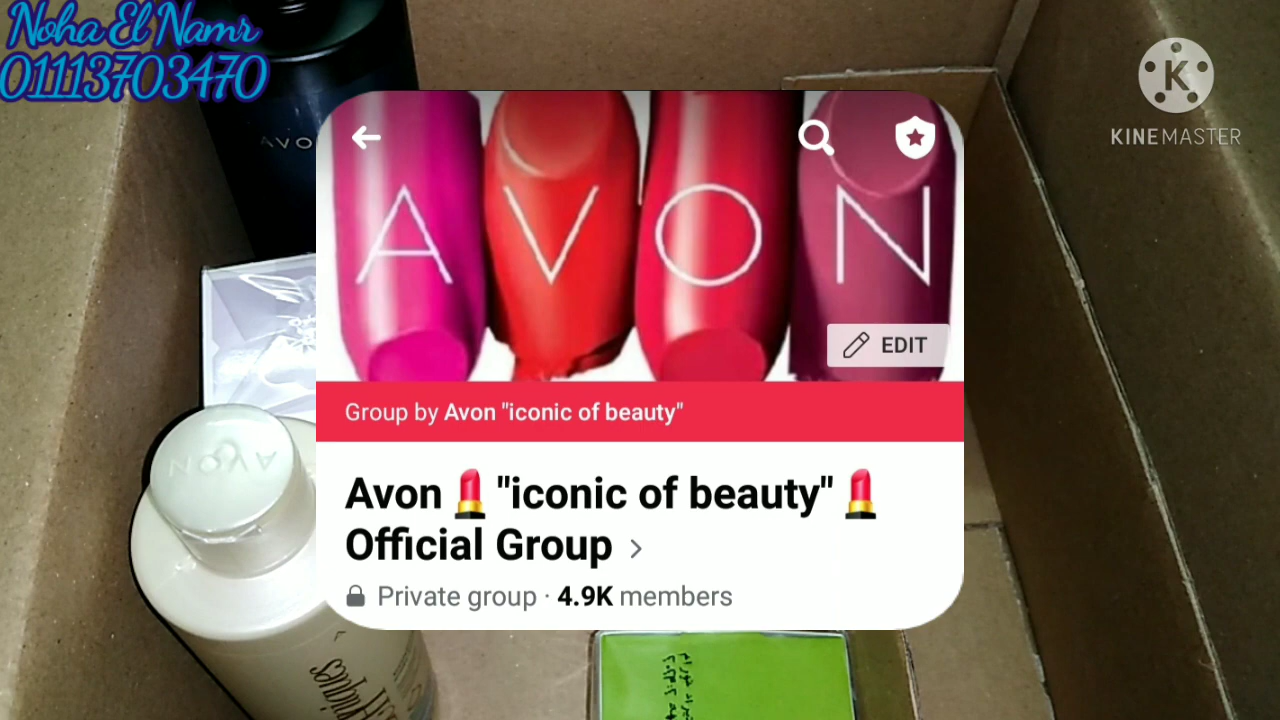 Noha El Namr
01113703470
K
KINEMASTER
AVON
EDIT
Group by Avon "iconic of beauty"
Avon💄"iconic of beauty"💄
Official Group >
Private group · 4.9K members
AVON